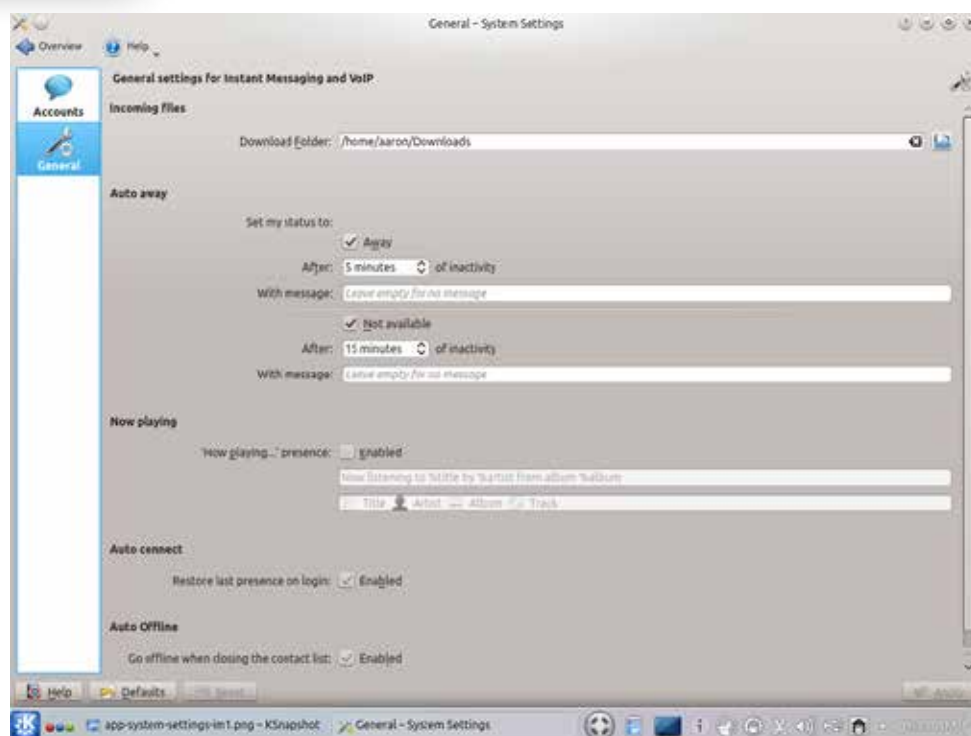 General – System Settings
Overview
Help
General settings for Instant Messaging and VoIP
Accounts
Incoming files
General
Download Folder: /home/aaron/Downloads
Auto away
Set my status to:
Away
After: 5 minutes of inactivity
With message: Leave empty for no message
Not available
After: 15 minutes of inactivity
With message: Leave empty for no message
Now playing
'Now playing...' presence: Enabled
Now listening to %title by %artist from album %album
Title Artist Album Track
Auto connect
Restore last presence on login: Enabled
Auto Offline
Go offline when closing the contact list: Enabled
Help Defaults Reset
app-system-settings-im1.png – KSnapshot General – System Settings